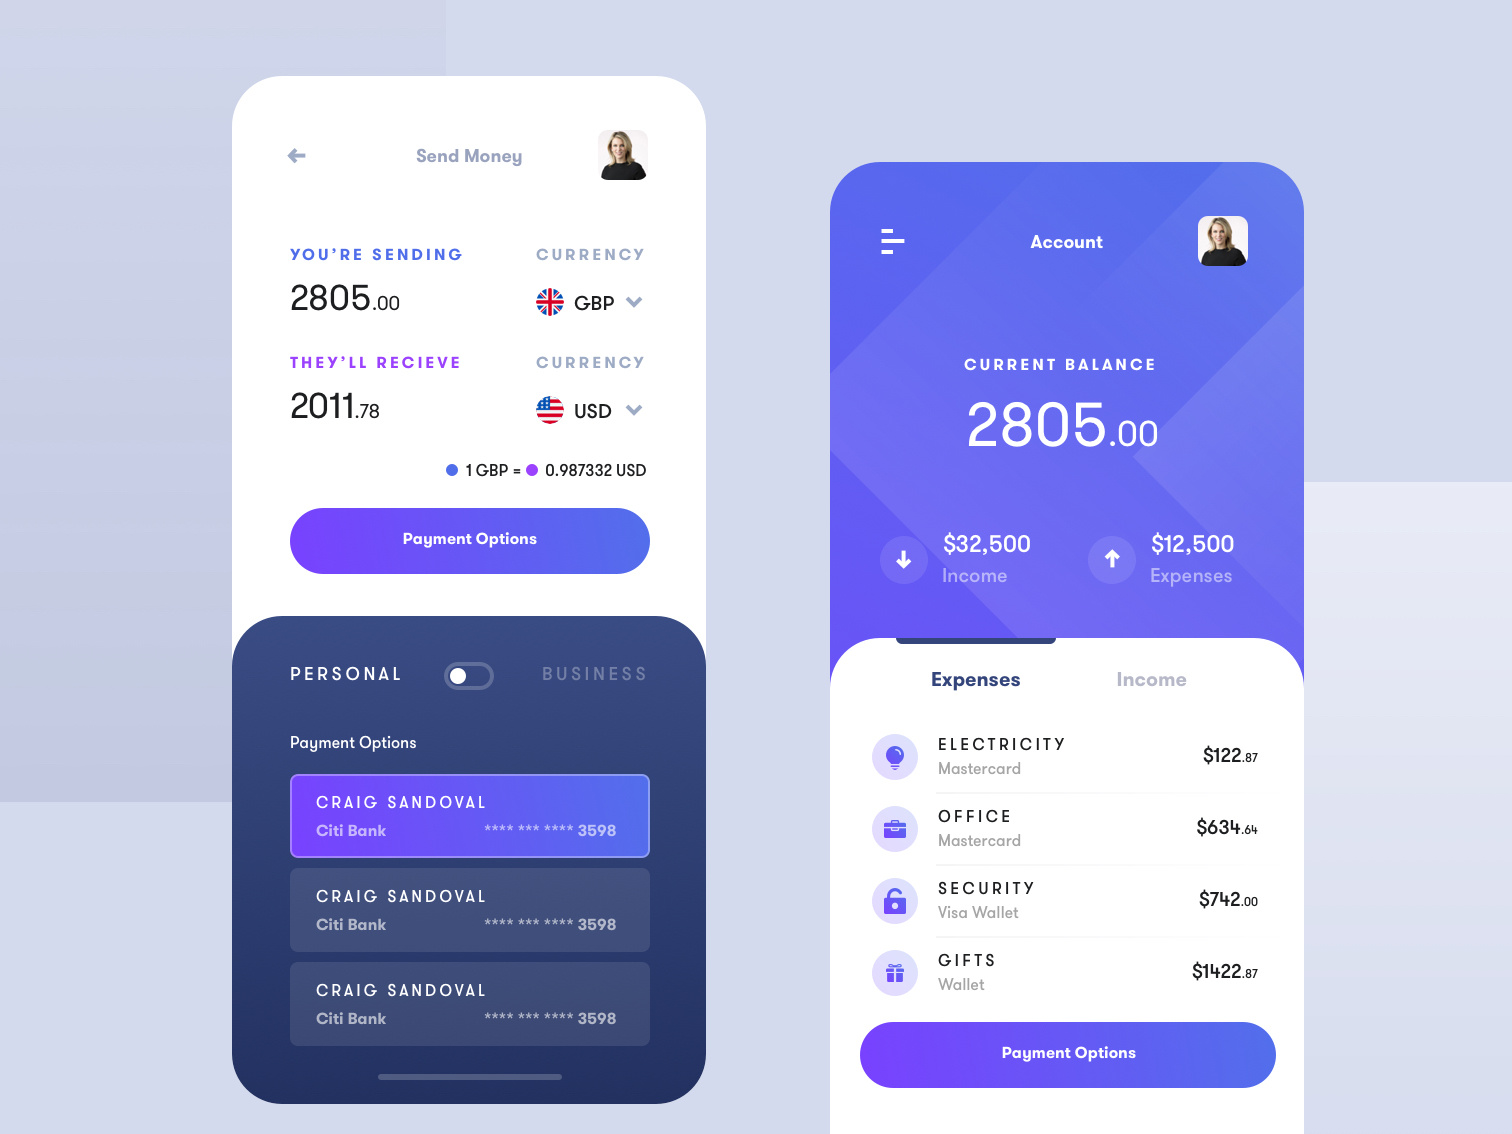 Send Money
YOU'RE SENDING CURRENCY
2805.00 GBP
THEY'LL RECIEVE CURRENCY
2011.78 USD
1 GBP = 0.987332 USD
Payment Options
PERSONAL BUSINESS
Payment Options
CRAIG SANDOVAL
Citi Bank **** *** **** 3598
CRAIG SANDOVAL
Citi Bank **** *** **** 3598
CRAIG SANDOVAL
Citi Bank **** *** **** 3598
Account
CURRENT BALANCE
2805.00
$32,500 $12,500
Income Expenses
Expenses Income
ELECTRICITY
Mastercard $122.87
OFFICE
Mastercard $634.64
SECURITY
Visa Wallet $742.00
GIFTS
Wallet $1422.87
Payment Options